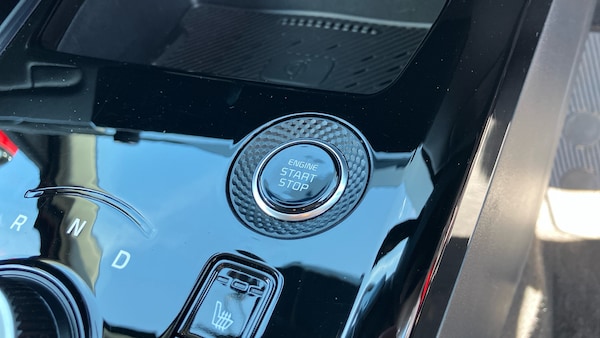 ENGINE
START
STOP
R N D